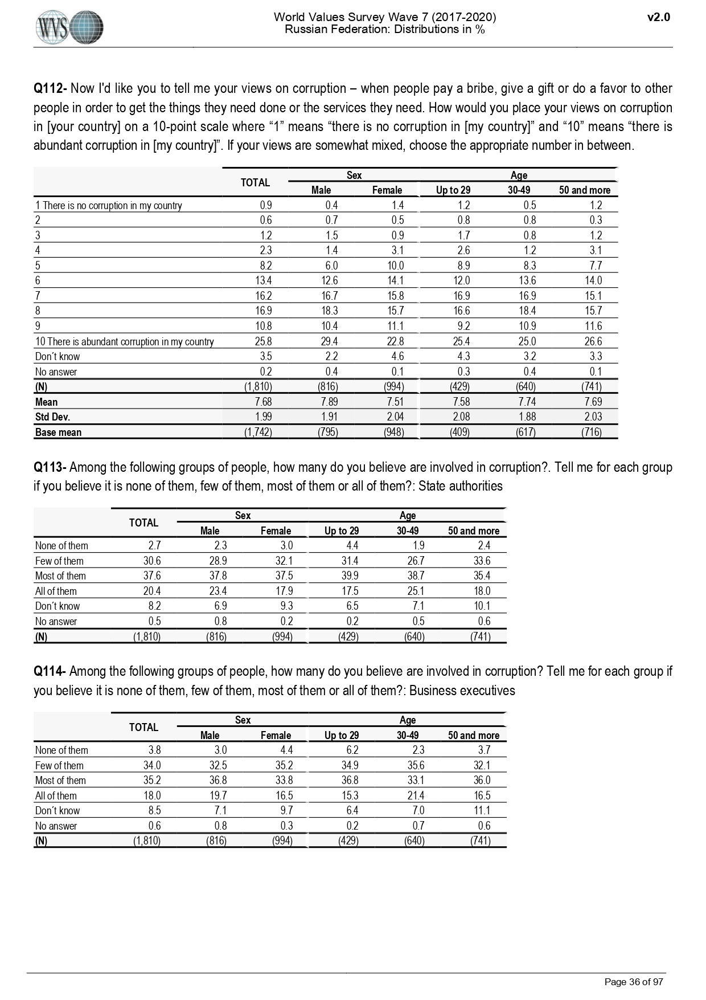 WVS
World Values Survey Wave 7 (2017-2020)
Russian Federation: Distributions in %
v2.0
Q112- Now I'd like you to tell me your views on corruption – when people pay a bribe, give a gift or do a favor to other
people in order to get the things they need done or the services they need. How would you place your views on corruption
in [your country] on a 10-point scale where “1” means “there is no corruption in [my country]” and “10” means “there is
abundant corruption in [my country]”. If your views are somewhat mixed, choose the appropriate number in between.
TOTAL Sex Age
Male Female Up to 29 30-49 50 and more
1 There is no corruption in my country 0.9 0.4 1.4 1.2 0.5 1.2
2 0.6 0.7 0.5 0.8 0.8 0.3
3 1.2 1.5 0.9 1.7 0.8 1.2
4 2.3 1.4 3.1 2.6 1.2 3.1
5 8.2 6.0 10.0 8.9 8.3 7.7
6 13.4 12.6 14.1 12.0 13.6 14.0
7 16.2 16.7 15.8 16.9 16.9 15.1
8 16.9 18.3 15.7 16.6 18.4 15.7
9 10.8 10.4 11.1 9.2 10.9 11.6
10 There is abundant corruption in my country 25.8 29.4 22.8 25.4 25.0 26.6
Don´t know 3.5 2.2 4.6 4.3 3.2 3.3
No answer 0.2 0.4 0.1 0.3 0.4 0.1
(N) (1,810) (816) (994) (429) (640) (741)
Mean 7.68 7.89 7.51 7.58 7.74 7.69
Std Dev. 1.99 1.91 2.04 2.08 1.88 2.03
Base mean (1,742) (795) (948) (409) (617) (716)
Q113- Among the following groups of people, how many do you believe are involved in corruption?. Tell me for each group
if you believe it is none of them, few of them, most of them or all of them?: State authorities
TOTAL Sex Age
Male Female Up to 29 30-49 50 and more
None of them 2.7 2.3 3.0 4.4 1.9 2.4
Few of them 30.6 28.9 32.1 31.4 26.7 33.6
Most of them 37.6 37.8 37.5 39.9 38.7 35.4
All of them 20.4 23.4 17.9 17.5 25.1 18.0
Don´t know 8.2 6.9 9.3 6.5 7.1 10.1
No answer 0.5 0.8 0.2 0.2 0.5 0.6
(N) (1,810) (816) (994) (429) (640) (741)
Q114- Among the following groups of people, how many do you believe are involved in corruption? Tell me for each group if
you believe it is none of them, few of them, most of them or all of them?: Business executives
TOTAL Sex Age
Male Female Up to 29 30-49 50 and more
None of them 3.8 3.0 4.4 6.2 2.3 3.7
Few of them 34.0 32.5 35.2 34.9 35.6 32.1
Most of them 35.2 36.8 33.8 36.8 33.1 36.0
All of them 18.0 19.7 16.5 15.3 21.4 16.5
Don´t know 8.5 7.1 9.7 6.4 7.0 11.1
No answer 0.6 0.8 0.3 0.2 0.7 0.6
(N) (1,810) (816) (994) (429) (640) (741)
Page 36 of 97